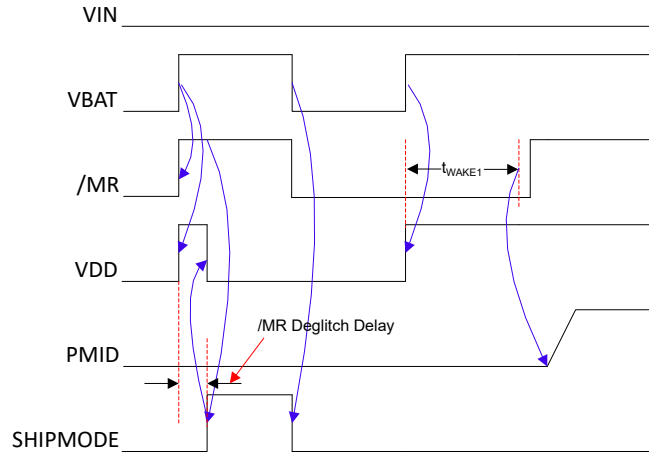 VIN
VBAT
/MR
tWAKE1
VDD
/MR Deglitch Delay
PMID
SHIPMODE